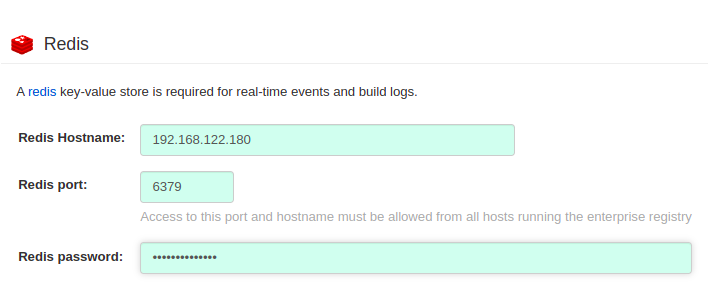 Redis
A redis key-value store is required for real-time events and build logs.
Redis Hostname: 192.168.122.180
Redis port: 6379
Access to this port and hostname must be allowed from all hosts running the enterprise registry
Redis password: ••••••••••••••